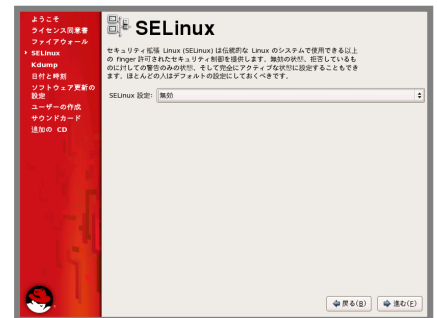 ようこそ
ライセンス同意書
ファイアウォール
SELinux
Kdump
日付と時刻
ソフトウェア更新の
設定
ユーザーの作成
サウンドカード
追加の CD
SELinux
セキュリティ拡張 Linux (SELinux) は伝統的な Linux のシステムで使用できる以上
の finger 許可されたセキュリティ制御を提供します。無効の状態、拒否しているも
のに対しての警告のみの状態、そして完全にアクティブな状態に設定することもでき
ます。ほとんどの人はデフォルトの設定にしておくべきです。
SELinux 設定: 無効
戻る(B)
進む(F)